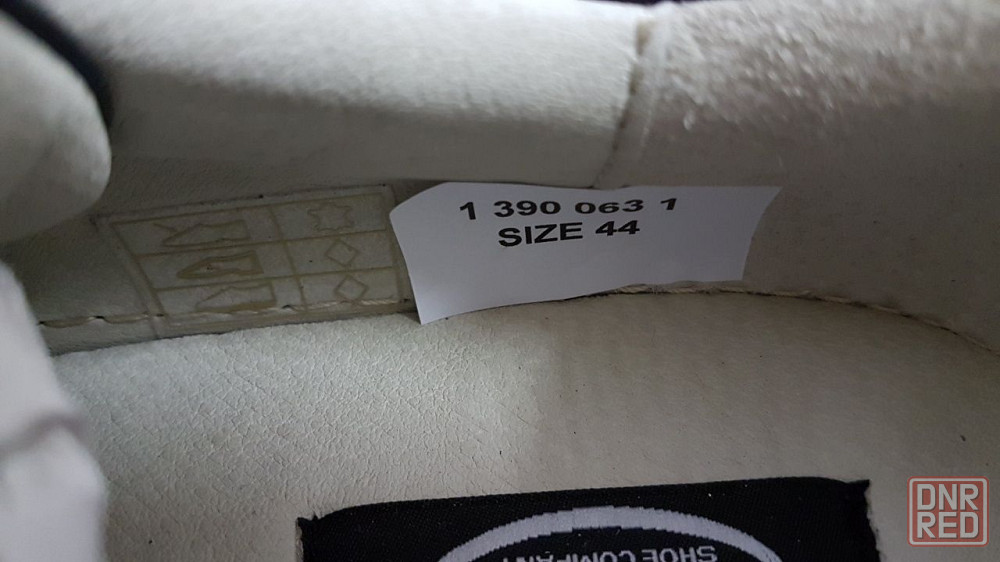 1 390 063 1
SIZE 44
SHOE COMPANY
DNR
RED